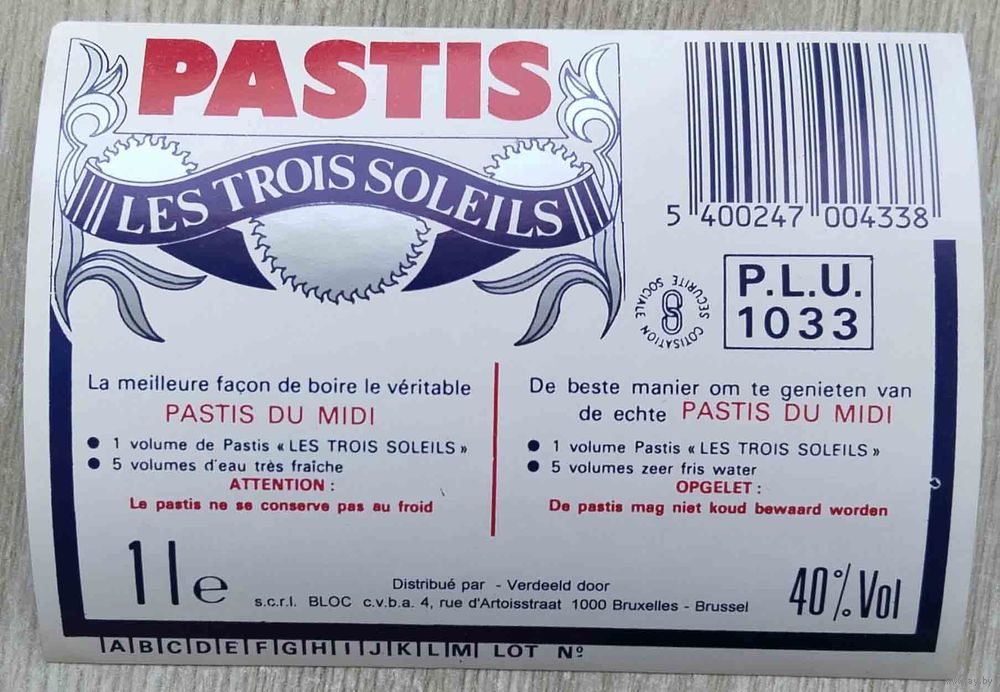 PASTIS
LES TROIS SOLEILS
5 400247 004338
COTISATION SECURITE SOCIALE
P.L.U.
1033
La meilleure façon de boire le véritable
PASTIS DU MIDI
● 1 volume de Pastis « LES TROIS SOLEILS »
● 5 volumes d'eau très fraîche
ATTENTION :
Le pastis ne se conserve pas au froid
De beste manier om te genieten van
de echte PASTIS DU MIDI
● 1 volume Pastis « LES TROIS SOLEILS »
● 5 volumes zeer fris water
OPGELET :
De pastis mag niet koud bewaard worden
1 l e
Distribué par - Verdeeld door
s.c.r.l. BLOC c.v.b.a. 4, rue d'Artoisstraat 1000 Bruxelles - Brussel
40% Vol
|A|B|C|D|E|F|G|H|I|J|K|L|M| LOT Nº